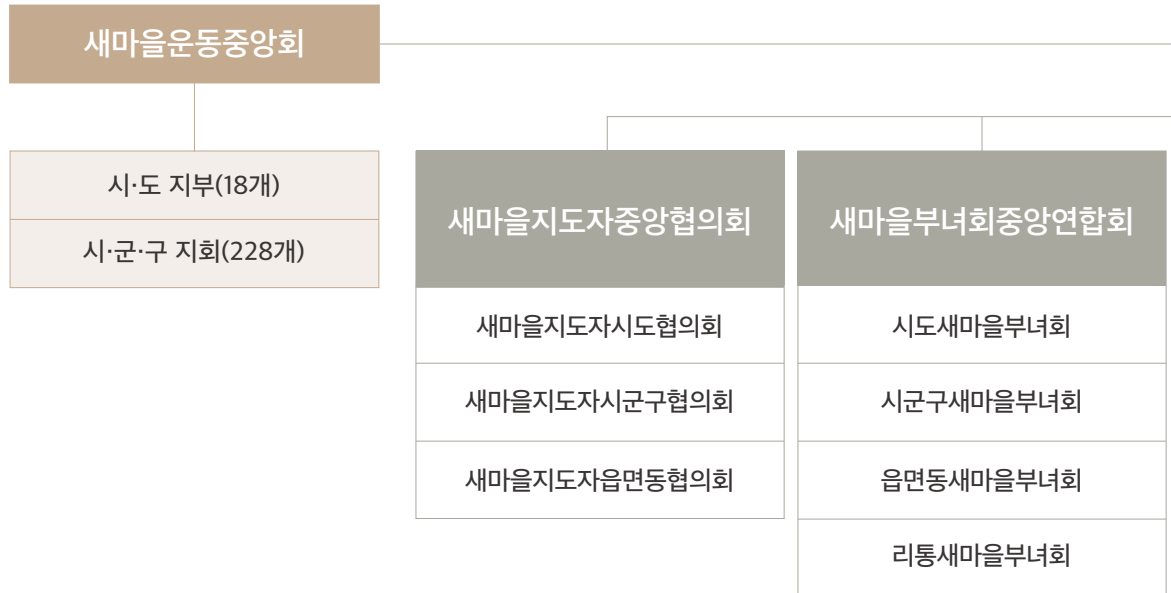 새마을운동중앙회
시·도 지부(18개)
시·군·구 지회(228개)
새마을지도자중앙협의회
새마을지도자시도협의회
새마을지도자시군구협의회
새마을지도자읍면동협의회
새마을부녀회중앙연합회
시도새마을부녀회
시군구새마을부녀회
읍면동새마을부녀회
리통새마을부녀회